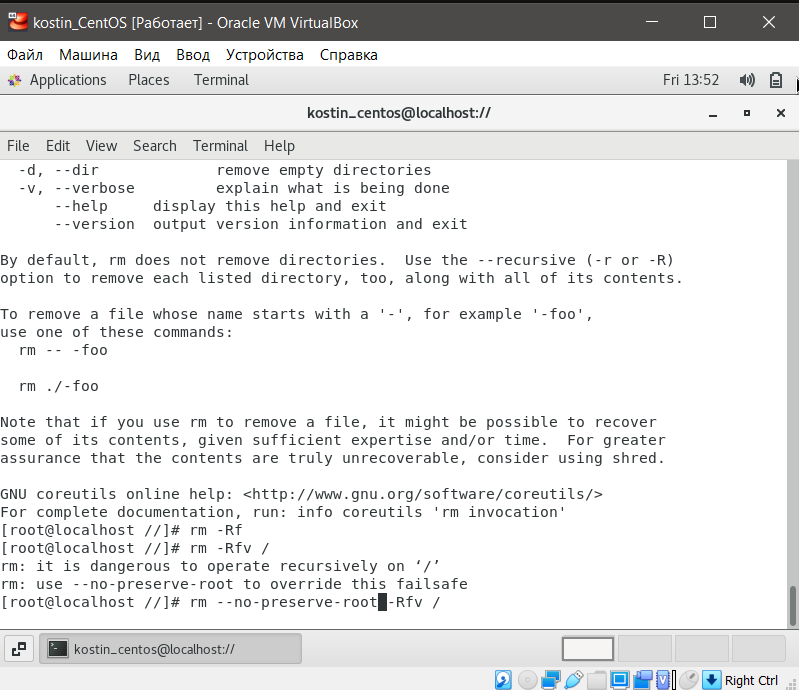 kostin_CentOS [Работает] - Oracle VM VirtualBox
Файл Машина Вид Ввод Устройства Справка
Applications Places Terminal Fri 13:52
kostin_centos@localhost://
File Edit View Search Terminal Help
-d, --dir remove empty directories
-v, --verbose explain what is being done
--help display this help and exit
--version output version information and exit
By default, rm does not remove directories. Use the --recursive (-r or -R)
option to remove each listed directory, too, along with all of its contents.
To remove a file whose name starts with a '-', for example '-foo',
use one of these commands:
rm -- -foo
rm ./-foo
Note that if you use rm to remove a file, it might be possible to recover
some of its contents, given sufficient expertise and/or time. For greater
assurance that the contents are truly unrecoverable, consider using shred.
GNU coreutils online help: <http://www.gnu.org/software/coreutils/>
For complete documentation, run: info coreutils 'rm invocation'
[root@localhost //]# rm -Rf
[root@localhost //]# rm -Rfv /
rm: it is dangerous to operate recursively on ‘/’
rm: use --no-preserve-root to override this failsafe
[root@localhost //]# rm --no-preserve-root -Rfv /
kostin_centos@localhost://
Right Ctrl